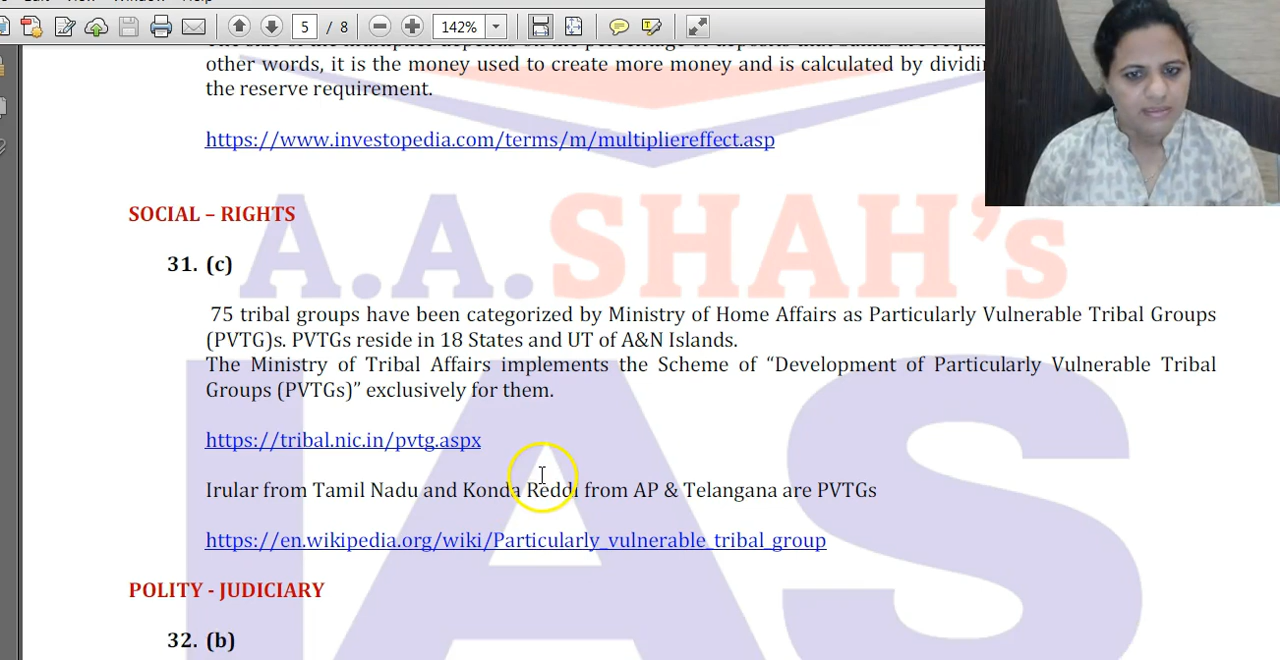 5 / 8
142%
other words, it is the money used to create more money and is calculated by dividi
the reserve requirement.
https://www.investopedia.com/terms/m/multipliereffect.asp
SOCIAL – RIGHTS
A.A.SHAH's
31. (c)
75 tribal groups have been categorized by Ministry of Home Affairs as Particularly Vulnerable Tribal Groups
(PVTG)s. PVTGs reside in 18 States and UT of A&N Islands.
The Ministry of Tribal Affairs implements the Scheme of “Development of Particularly Vulnerable Tribal
Groups (PVTGs)” exclusively for them.
IAS
https://tribal.nic.in/pvtg.aspx
Irular from Tamil Nadu and Konda Reddi from AP & Telangana are PVTGs
https://en.wikipedia.org/wiki/Particularly_vulnerable_tribal_group
POLITY - JUDICIARY
32. (b)